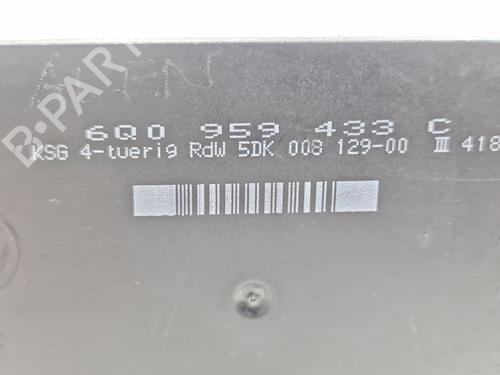 6Q0 959 433 C
KSG 4-tuerig RdW 5DK 008 129-00 III 418
B-PARTS